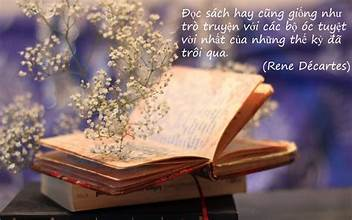 Đọc sách hay cũng giống như
trò truyện với các bộ óc tuyệt
vời nhất của những thế kỷ đã
trôi qua.
(Rene Décartes)